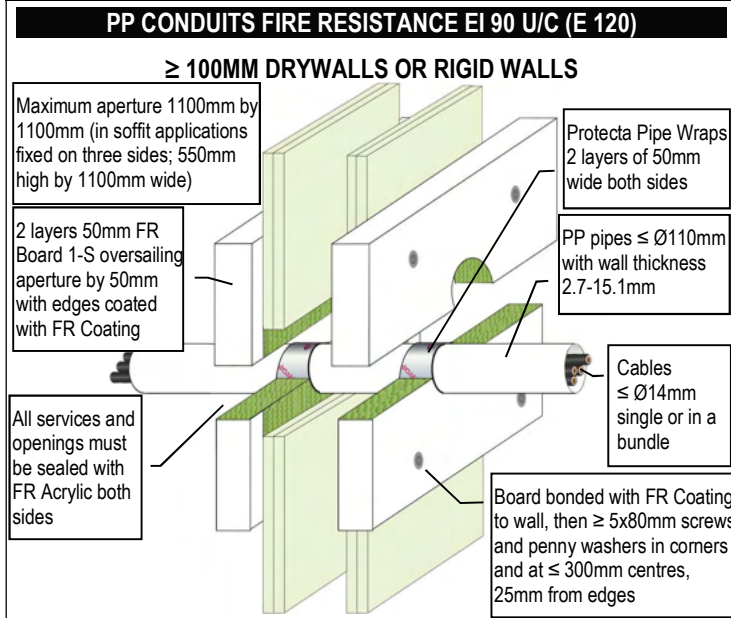 PP CONDUITS FIRE RESISTANCE EI 90 U/C (E 120)
≥ 100MM DRYWALLS OR RIGID WALLS
Maximum aperture 1100mm by
1100mm (in soffit applications
fixed on three sides; 550mm
high by 1100mm wide)
2 layers 50mm FR
Board 1-S oversailing
aperture by 50mm
with edges coated
with FR Coating
All services and
openings must
be sealed with
FR Acrylic both
sides
Protecta Pipe Wraps
2 layers of 50mm
wide both sides
PP pipes ≤ Ø110mm
with wall thickness
2.7-15.1mm
Cables
≤ Ø14mm
single or in a
bundle
Board bonded with FR Coating
to wall, then ≥ 5x80mm screws
and penny washers in corners
and at ≤ 300mm centres,
25mm from edges